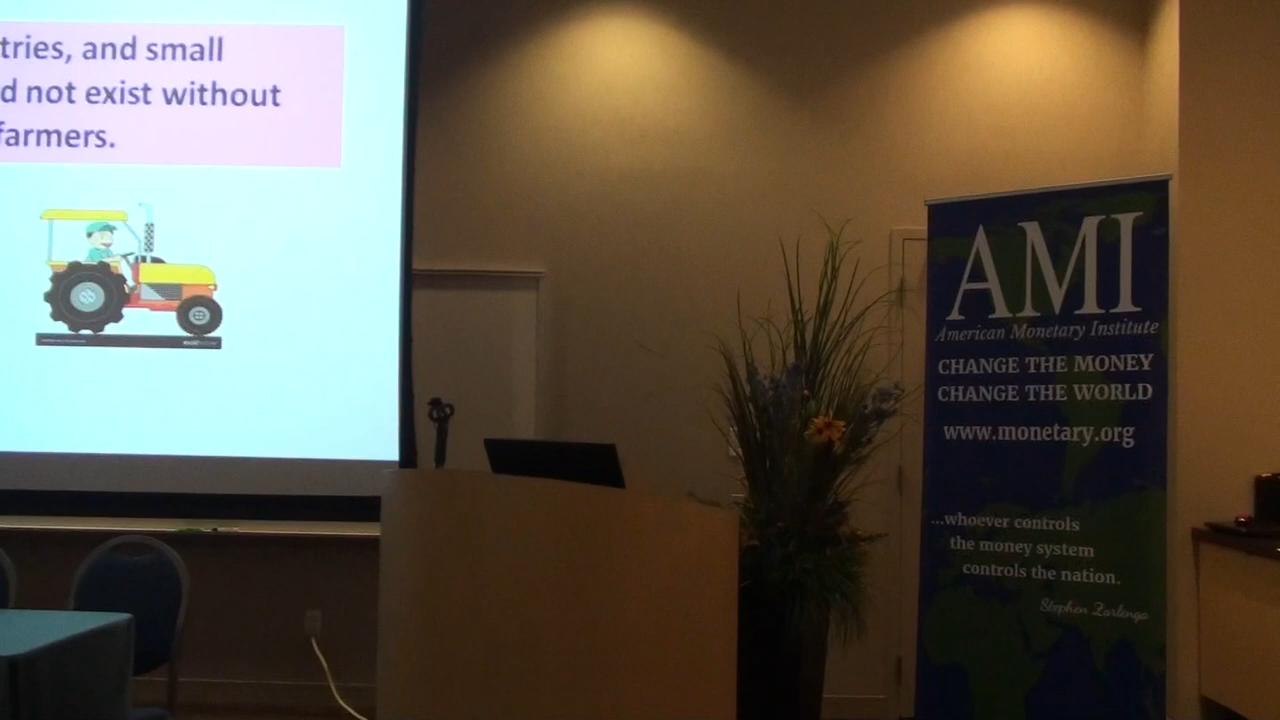 tries, and small
d not exist without
farmers.
AMI
American Monetary Institute
CHANGE THE MONEY
CHANGE THE WORLD
www.monetary.org
...whoever controls
the money system
controls the nation.
Stephen Zarlenga